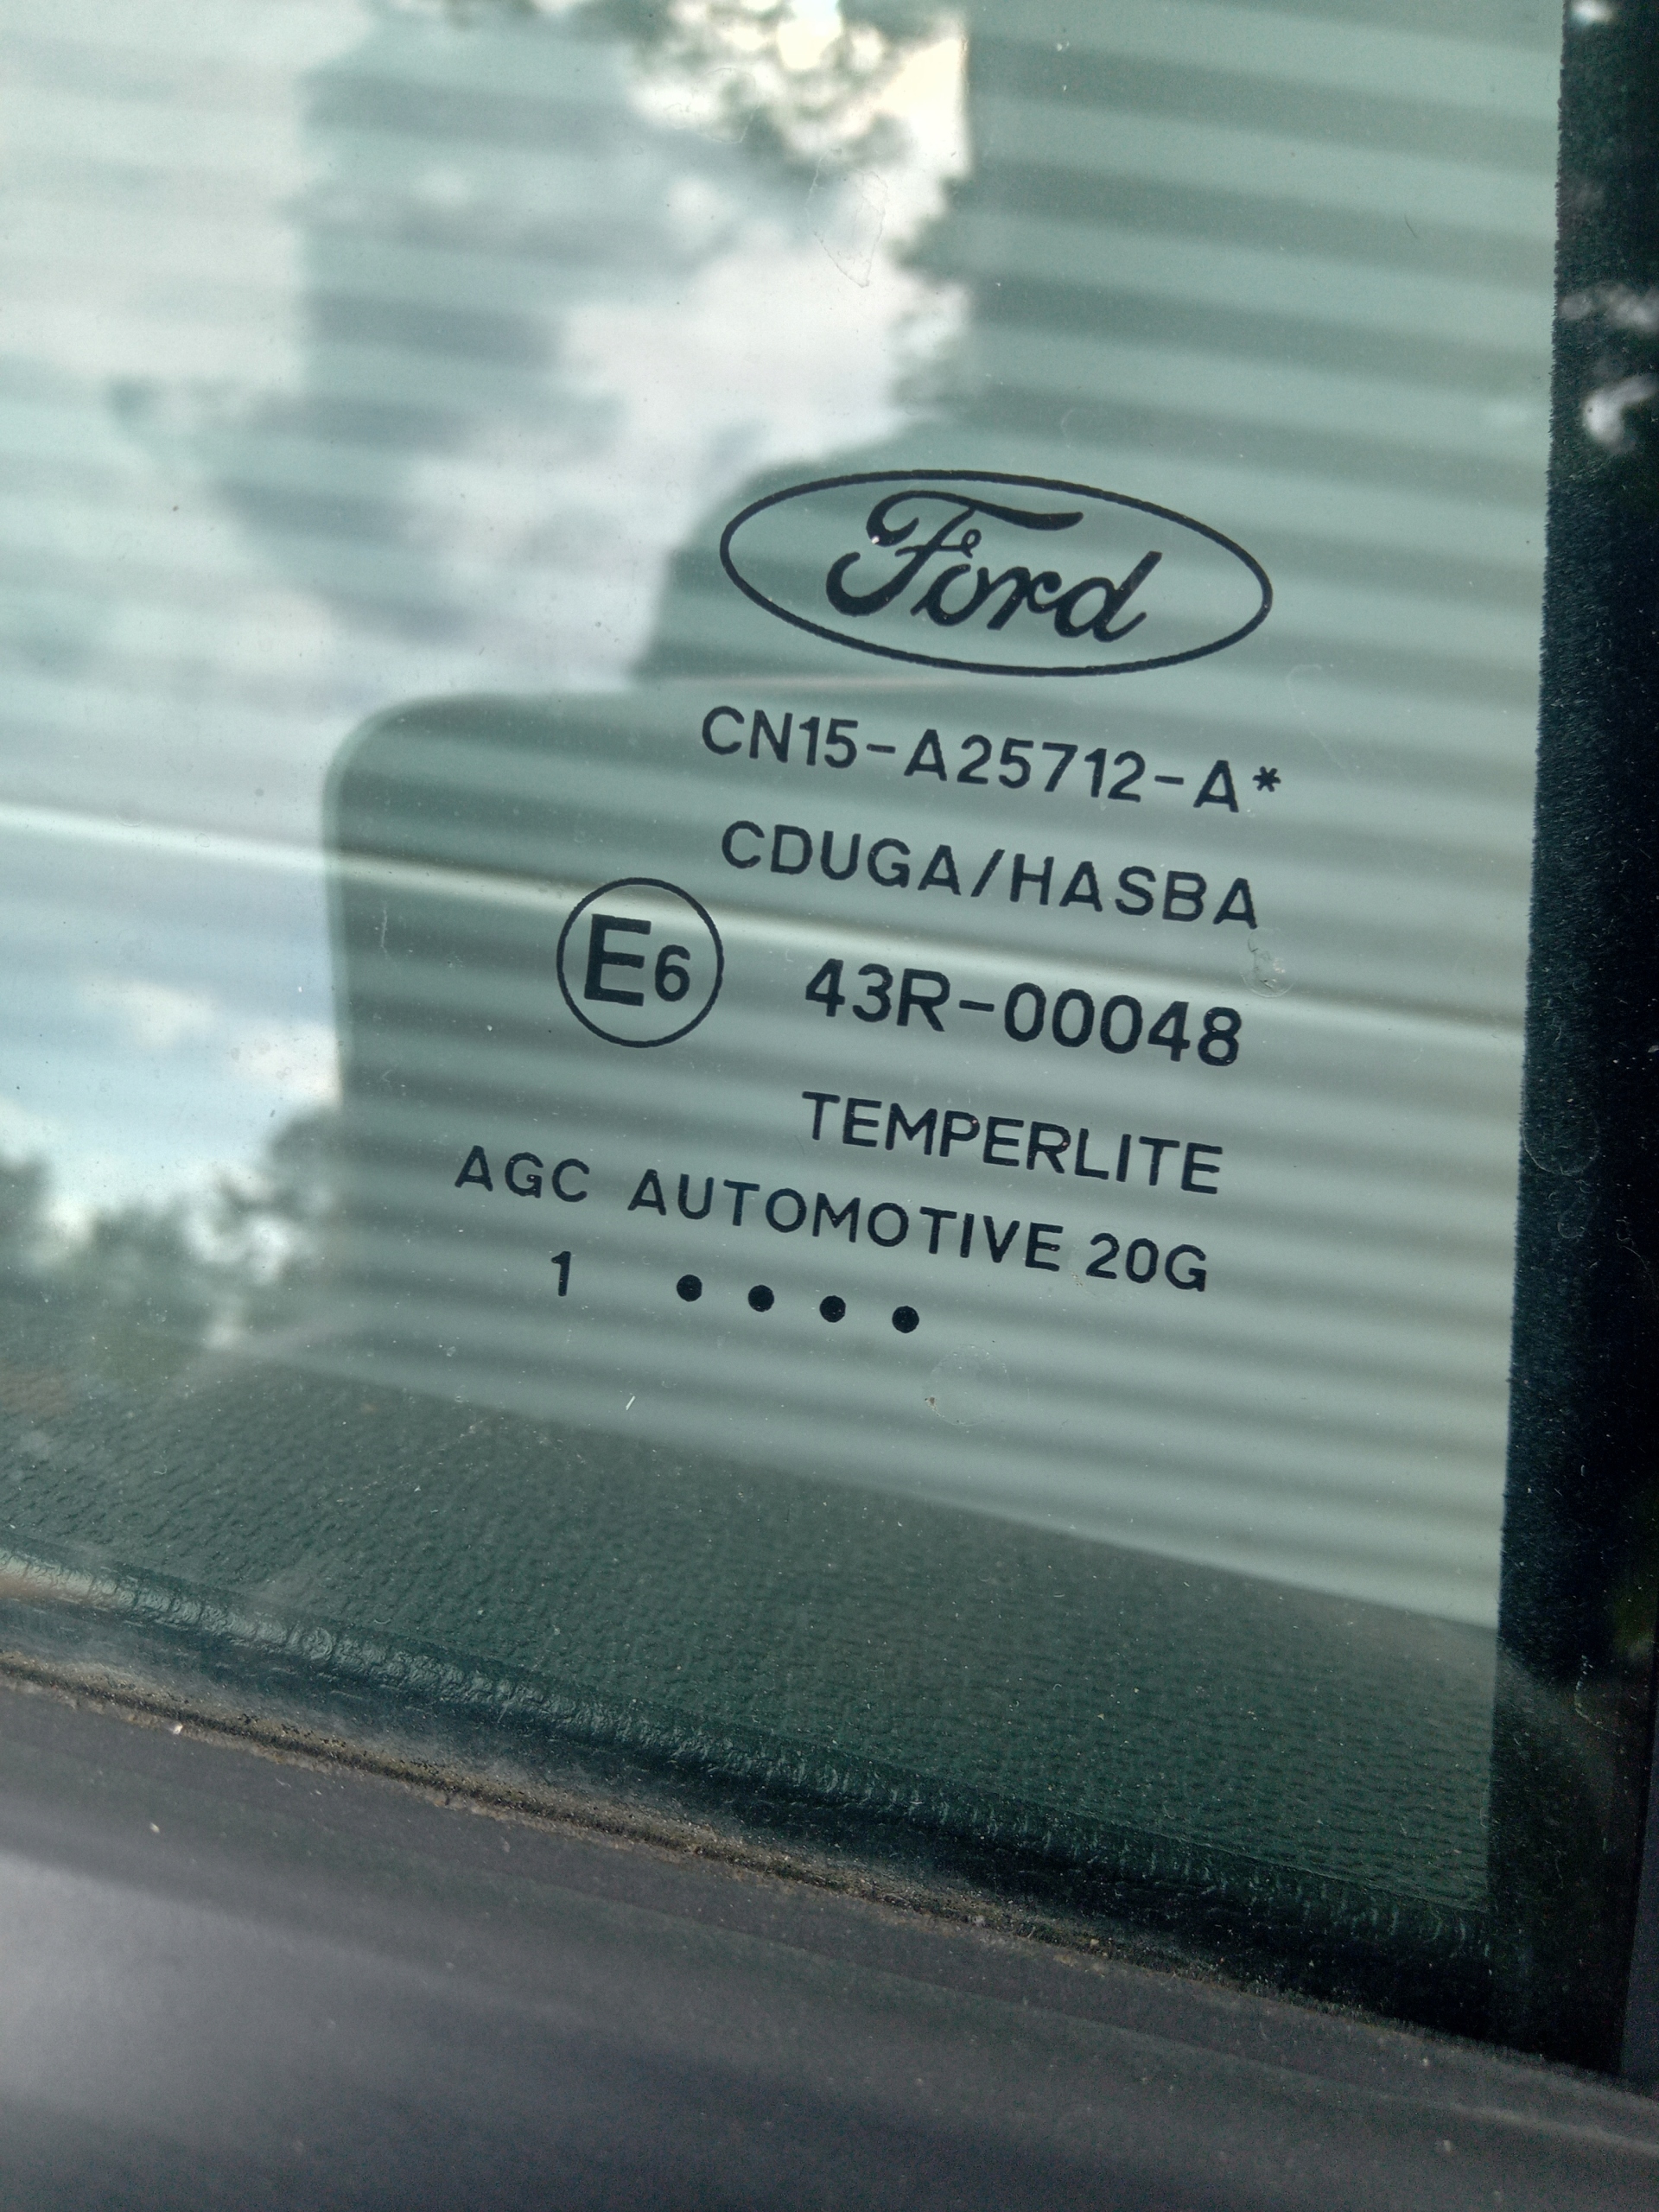 Ford
CN15-A25712-A*
CDUGA/HASBA
E6 43R-00048
TEMPERLITE
AGC AUTOMOTIVE 20G
1 ••••